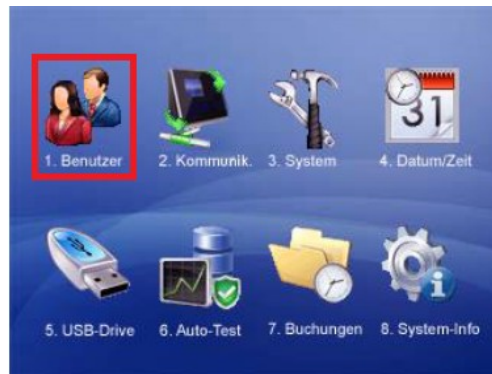 31
1. Benutzer 2. Kommunik. 3. System 4. Datum/Zeit
5. USB-Drive 6. Auto-Test 7. Buchungen 8. System-Info